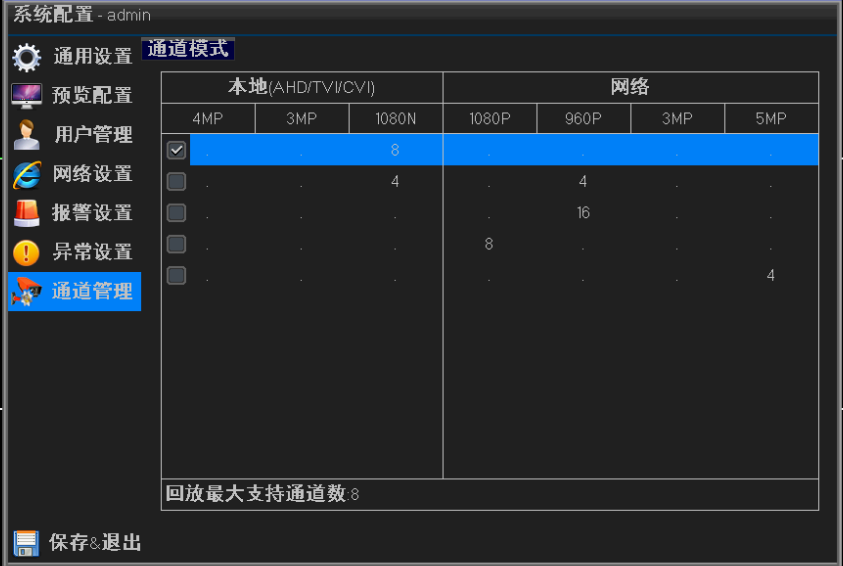 系统配置 - admin
通用设置
预览配置
用户管理
网络设置
报警设置
异常设置
通道管理
保存&退出
通道模式
本地(AHD/TVI/CVI) 网络
4MP 3MP 1080N 1080P 960P 3MP 5MP
. . 8 . . . .
. . 4 . 4 . .
. . . . 16 . .
. . . 8 . . .
. . . . . . 4
回放最大支持通道数:8